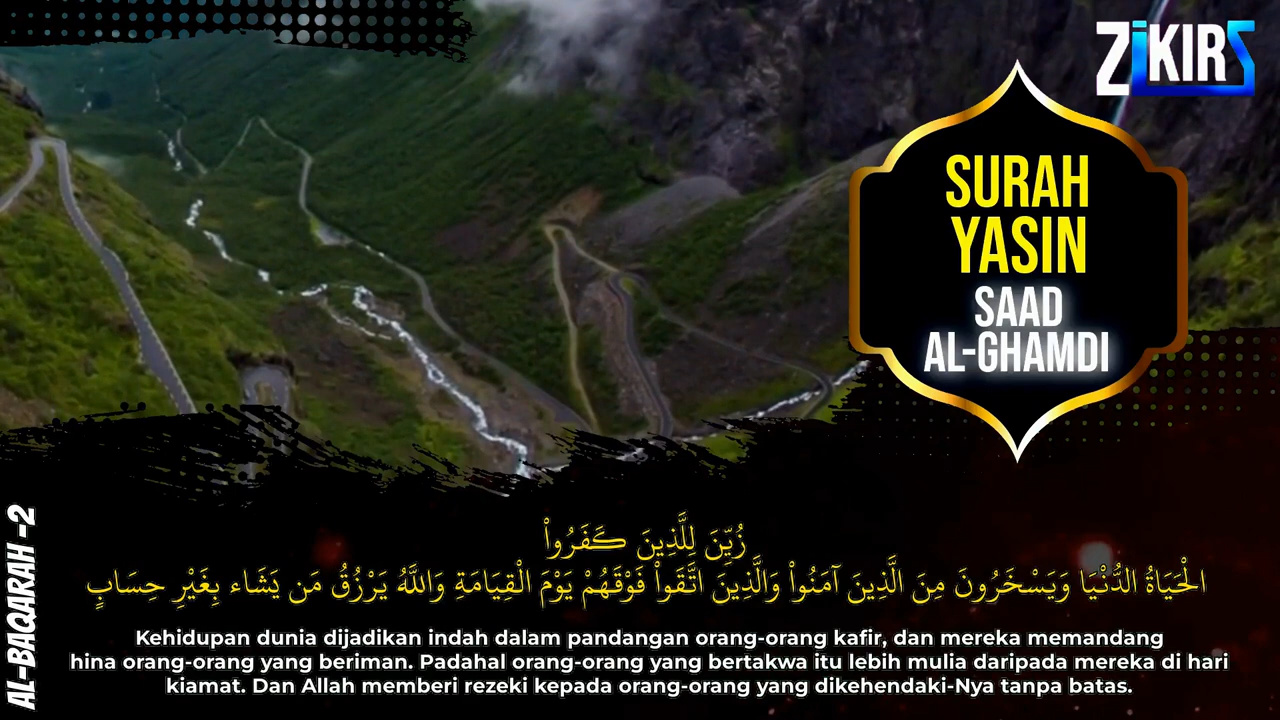 ZiKIRS
SURAH
YASIN
SAAD
AL-GHAMDI
زُيِّنَ لِلَّذِينَ كَفَرُواْ
الْحَيَاةُ الدُّنْيَا وَيَسْخَرُونَ مِنَ الَّذِينَ آمَنُواْ وَالَّذِينَ اتَّقَواْ فَوْقَهُمْ يَوْمَ الْقِيَامَةِ وَاللّهُ يَرْزُقُ مَن يَشَاء بِغَيْرِ حِسَابٍ
Kehidupan dunia dijadikan indah dalam pandangan orang-orang kafir, dan mereka memandang
hina orang-orang yang beriman. Padahal orang-orang yang bertakwa itu lebih mulia daripada mereka di hari
kiamat. Dan Allah memberi rezeki kepada orang-orang yang dikehendaki-Nya tanpa batas.
AL-BAQARAH -2